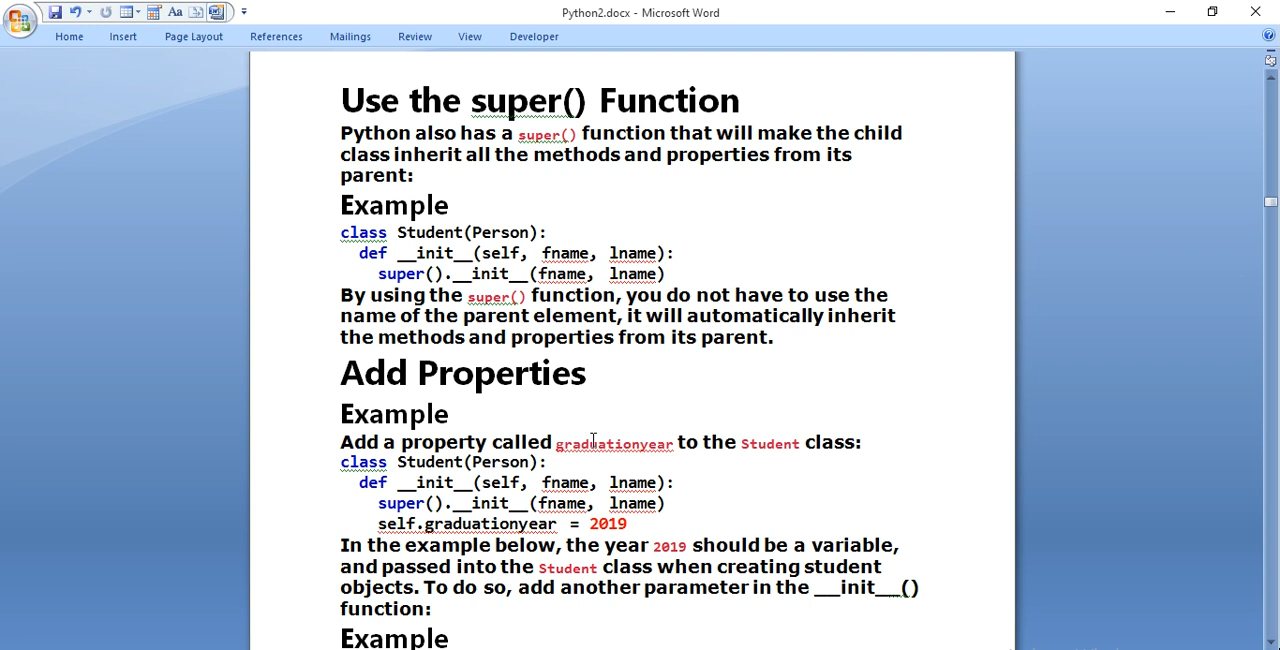 Aa
Python2.docx - Microsoft Word
Home Insert Page Layout References Mailings Review View Developer
Use the super() Function
Python also has a super() function that will make the child
class inherit all the methods and properties from its
parent:
Example
class Student(Person):
  def __init__(self, fname, lname):
    super().__init__(fname, lname)
By using the super() function, you do not have to use the
name of the parent element, it will automatically inherit
the methods and properties from its parent.
Add Properties
Example
Add a property called graduationyear to the Student class:
class Student(Person):
  def __init__(self, fname, lname):
    super().__init__(fname, lname)
    self.graduationyear = 2019
In the example below, the year 2019 should be a variable,
and passed into the Student class when creating student
objects. To do so, add another parameter in the __init__()
function:
Example